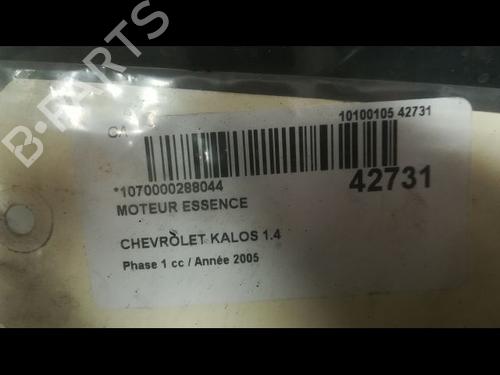 B-PARTS
CA
10100105 42731
*1070000288044
42731
MOTEUR ESSENCE
CHEVROLET KALOS 1.4
Phase 1 cc / Année 2005